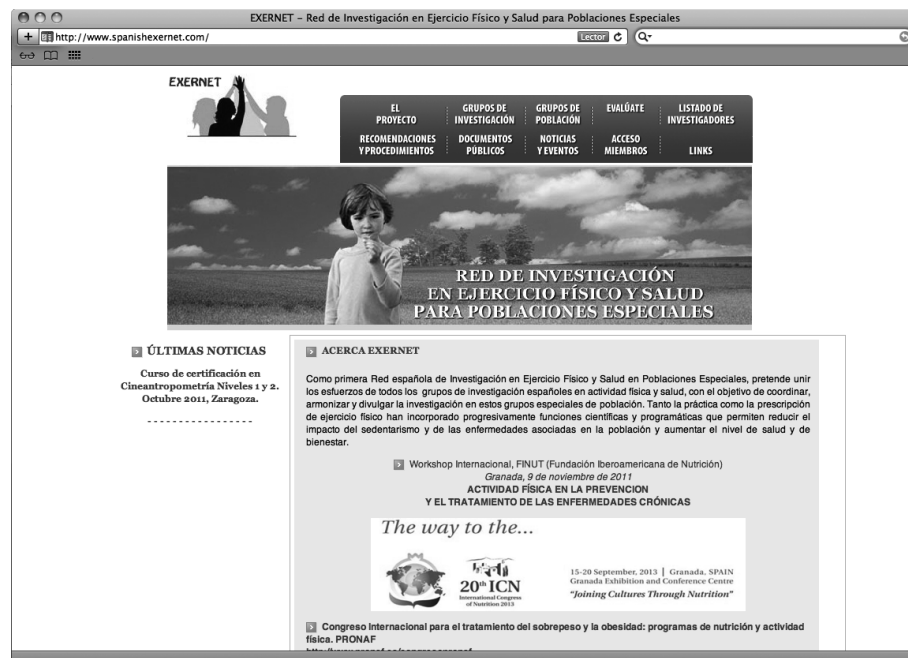 EXERNET – Red de Investigación en Ejercicio Físico y Salud para Poblaciones Especiales
http://www.spanishexernet.com/
Lector
EXERNET
EL PROYECTO
GRUPOS DE INVESTIGACIÓN
GRUPOS DE POBLACIÓN
EVALÚATE
LISTADO DE INVESTIGADORES
RECOMENDACIONES Y PROCEDIMIENTOS
DOCUMENTOS PÚBLICOS
NOTICIAS Y EVENTOS
ACCESO MIEMBROS
LINKS
RED DE INVESTIGACIÓN
EN EJERCICIO FÍSICO Y SALUD
PARA POBLACIONES ESPECIALES
ÚLTIMAS NOTICIAS
Curso de certificación en
Cineantropometría Niveles 1 y 2.
Octubre 2011, Zaragoza.
- - - - - - - - - - - - - - - - -
ACERCA EXERNET
Como primera Red española de Investigación en Ejercicio Físico y Salud en Poblaciones Especiales, pretende unir
los esfuerzos de todos los grupos de investigación españoles en actividad física y salud, con el objetivo de coordinar,
armonizar y divulgar la investigación en estos grupos especiales de población. Tanto la práctica como la prescripción
de ejercicio físico han incorporado progresivamente funciones científicas y programáticas que permiten reducir el
impacto del sedentarismo y de las enfermedades asociadas en la población y aumentar el nivel de salud y de
bienestar.
Workshop Internacional, FINUT (Fundación Iberoamericana de Nutrición)
Granada, 9 de noviembre de 2011
ACTIVIDAD FÍSICA EN LA PREVENCION
Y EL TRATAMIENTO DE LAS ENFERMEDADES CRÓNICAS
The way to the...
20th ICN
International Congress
of Nutrition 2013
15-20 September, 2013 | Granada, SPAIN
Granada Exhibition and Conference Centre
"Joining Cultures Through Nutrition"
Congreso Internacional para el tratamiento del sobrepeso y la obesidad: programas de nutrición y actividad
física. PRONAF